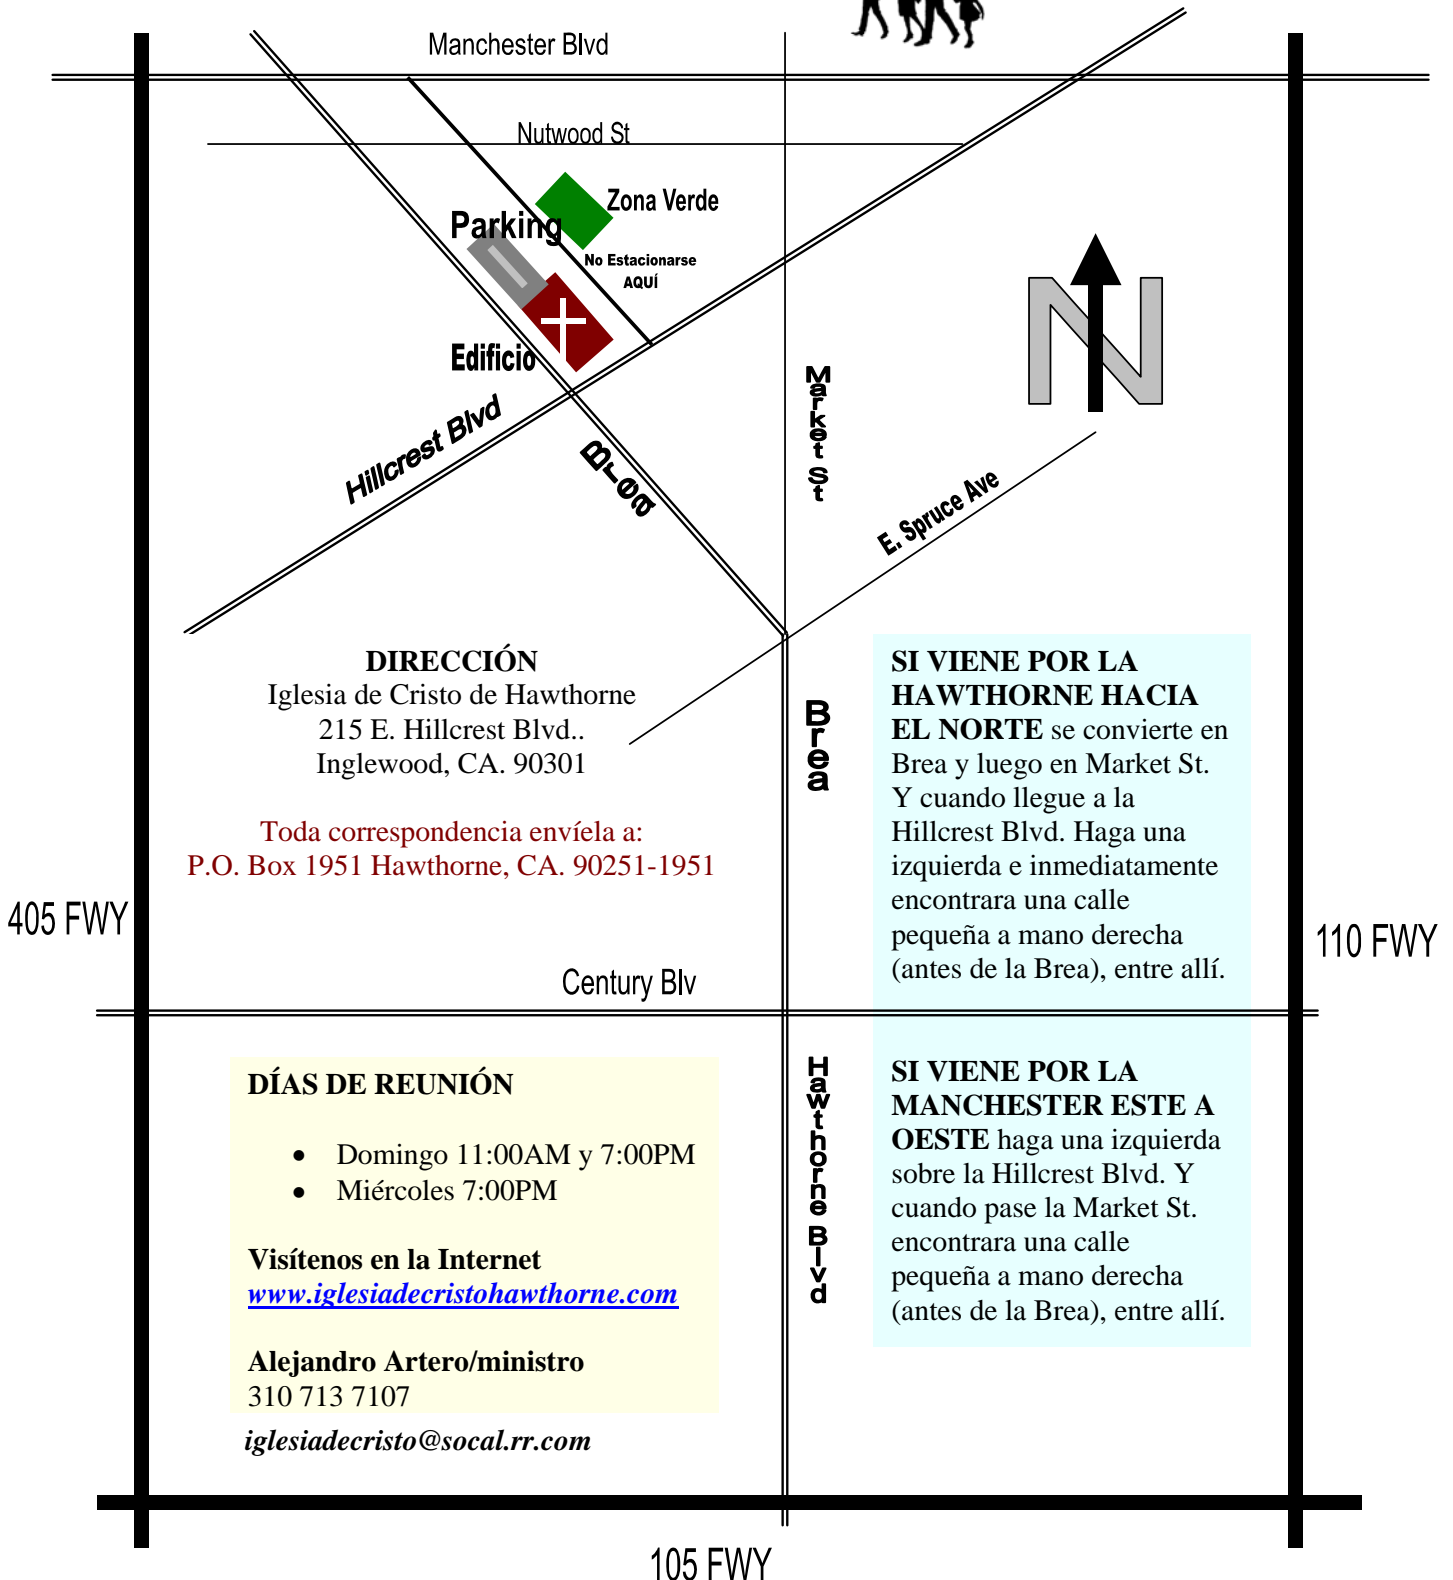 Manchester Blvd
Nutwood St
Zona Verde
Parking
No Estacionarse
AQUÍ
Edificio
Hillcrest Blvd
Brea
Market St
N
E. Spruce Ave
DIRECCIÓN
Iglesia de Cristo de Hawthorne
215 E. Hillcrest Blvd..
Inglewood, CA. 90301
Toda correspondencia envíela a:
P.O. Box 1951 Hawthorne, CA. 90251-1951
Brea
SI VIENE POR LA
HAWTHORNE HACIA
EL NORTE se convierte en
Brea y luego en Market St.
Y cuando llegue a la
Hillcrest Blvd. Haga una
izquierda e inmediatamente
encontrara una calle
pequeña a mano derecha
(antes de la Brea), entre allí.
405 FWY
110 FWY
Century Blv
DÍAS DE REUNIÓN
• Domingo 11:00AM y 7:00PM
• Miércoles 7:00PM
Visítenos en la Internet
www.iglesiadecristohawthorne.com
Alejandro Artero/ministro
310 713 7107
iglesiadecristo@socal.rr.com
Hawthorne Blvd
SI VIENE POR LA
MANCHESTER ESTE A
OESTE haga una izquierda
sobre la Hillcrest Blvd. Y
cuando pase la Market St.
encontrara una calle
pequeña a mano derecha
(antes de la Brea), entre allí.
105 FWY